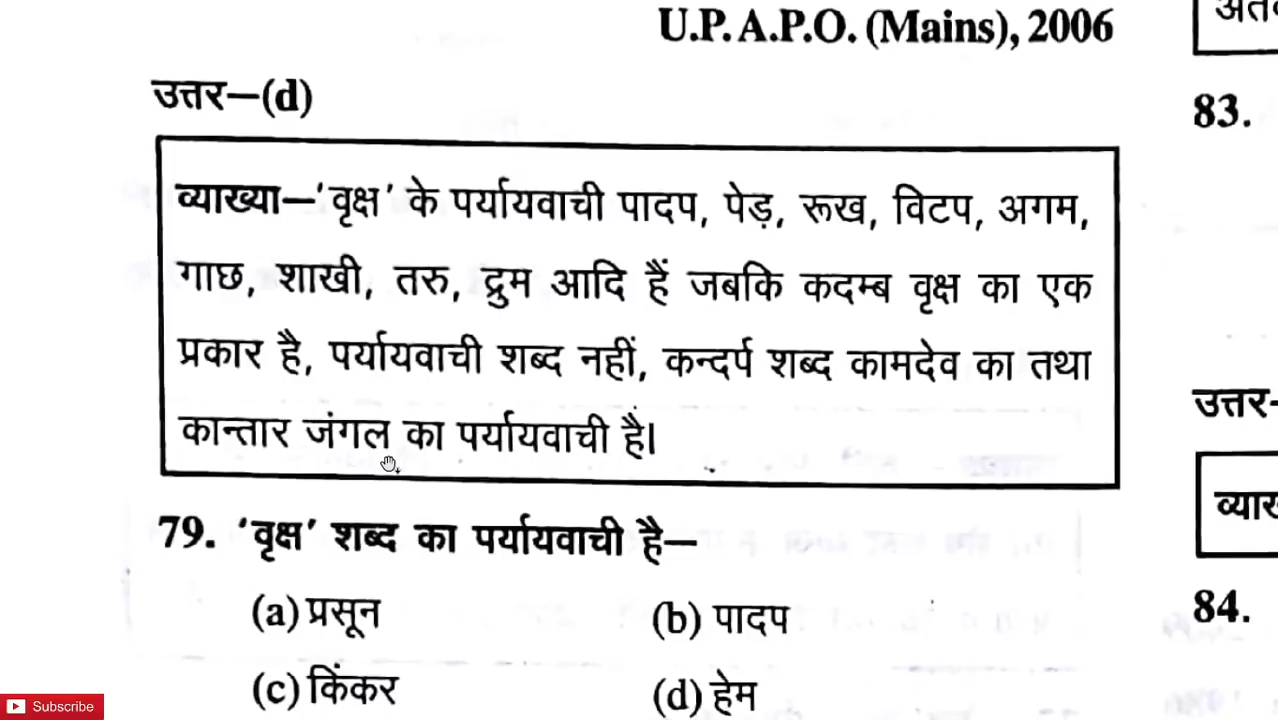 U.P. A.P.O. (Mains), 2006
उत्तर–(d)
व्याख्या–'वृक्ष' के पर्यायवाची पादप, पेड़, रूख, विटप, अगम,
गाछ, शाखी, तरु, द्रुम आदि हैं जबकि कदम्ब वृक्ष का एक
प्रकार है, पर्यायवाची शब्द नहीं, कन्दर्प शब्द कामदेव का तथा
कान्तार जंगल का पर्यायवाची है।
79. 'वृक्ष' शब्द का पर्यायवाची है–
(a) प्रसून (b) पादप
(c) किंकर (d) हेम
83.
उत्तर-
84.
Subscribe